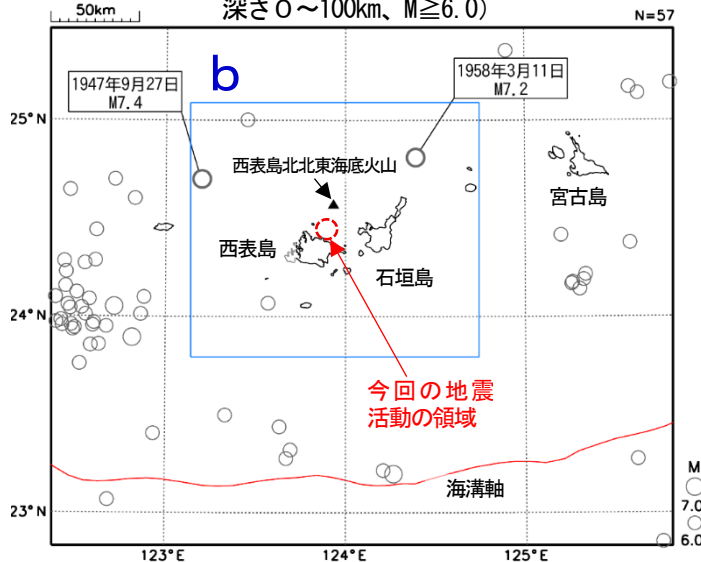 50km
深さ０～100km、M≧6.0)
N=57
1947年9月27日
M7.4
b
1958年3月11日
M7.2
25°N
西表島北北東海底火山
宮古島
西表島
石垣島
24°N
今回の地震
活動の領域
海溝軸
M
7.0
6.0
23°N
123°E
124°E
125°E